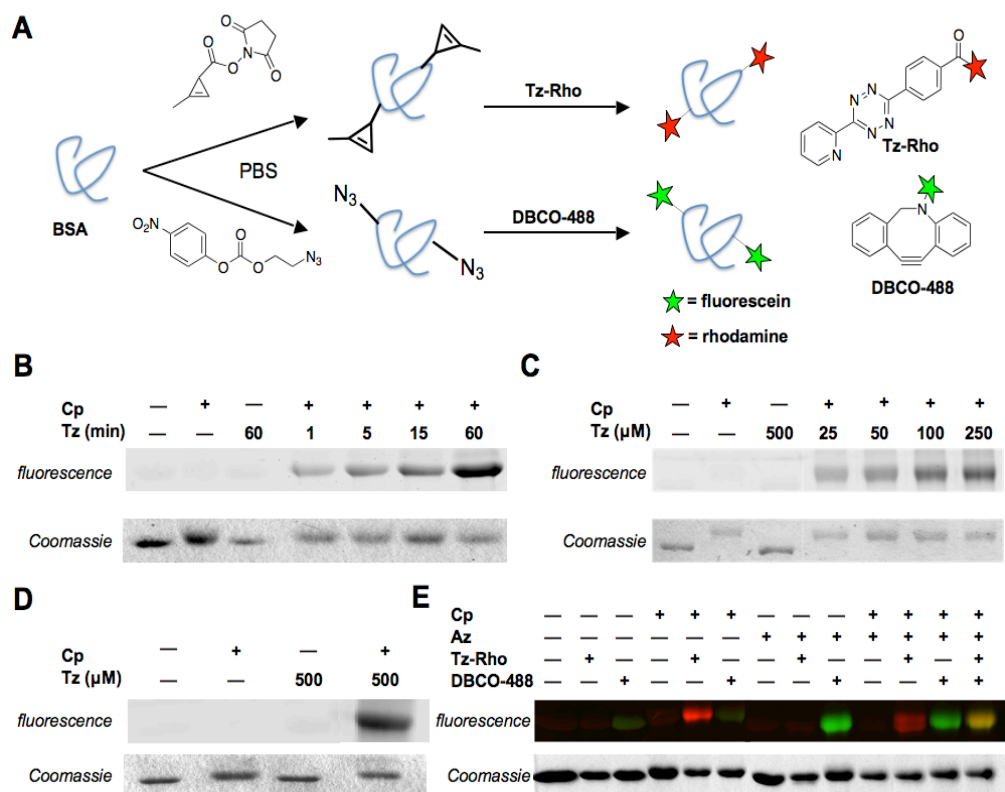 A
O
O
N
O
O
Tz-Rho
O
N
N
N
N
N
Tz-Rho
BSA
PBS
N₃
N₃
DBCO-488
N
DBCO-488
O₂N
O
O
O
N₃
= fluorescein
= rhodamine
B
Cp — + — + + + +
Tz (min) — — 60 1 5 15 60
fluorescence
Coomassie
C
Cp — + — + + + +
Tz (µM) — — 500 25 50 100 250
fluorescence
Coomassie
D
Cp — + — +
Tz (µM) — — 500 500
fluorescence
Coomassie
E
Cp — — — + + + — — — + + + +
Az — — — — — — + + + + + + +
Tz-Rho — + — — + — — + — — + — +
DBCO-488 — — + — — + — — + — — + +
fluorescence
Coomassie